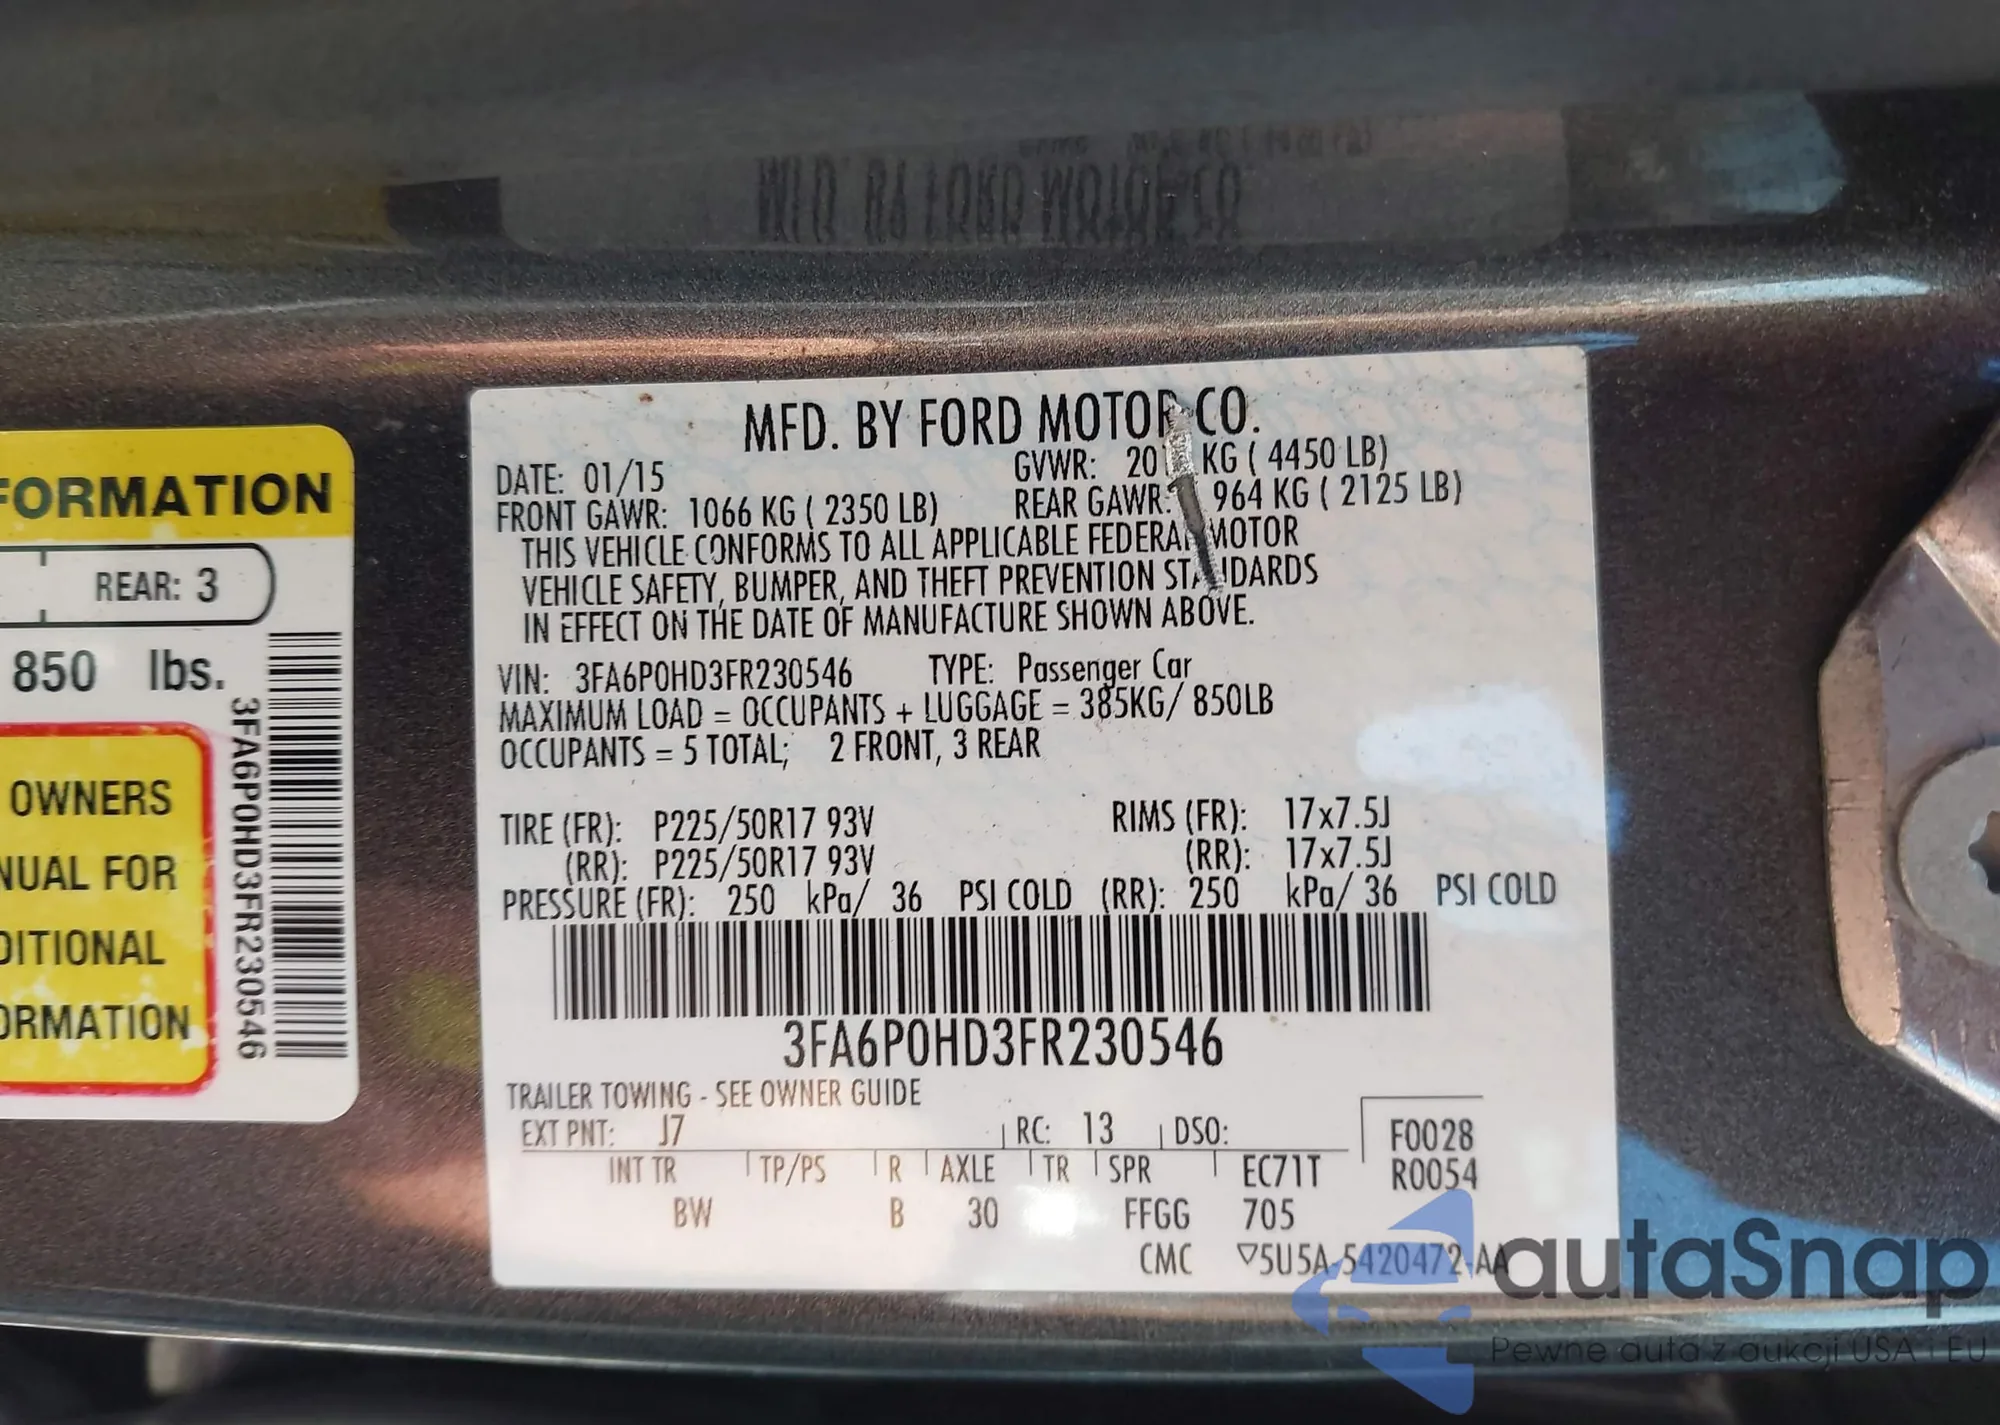 FORMATION
REAR: 3
850 lbs.
OWNERS
NUAL FOR
DITIONAL
ORMATION
3FA6P0HD3FR230546
MFD. BY FORD MOTOR CO.
DATE: 01/15 GVWR: 20 KG ( 4450 LB)
FRONT GAWR: 1066 KG ( 2350 LB) REAR GAWR: 964 KG ( 2125 LB)
THIS VEHICLE CONFORMS TO ALL APPLICABLE FEDERAL MOTOR
VEHICLE SAFETY, BUMPER, AND THEFT PREVENTION STANDARDS
IN EFFECT ON THE DATE OF MANUFACTURE SHOWN ABOVE.
VIN: 3FA6P0HD3FR230546 TYPE: Passenger Car
MAXIMUM LOAD = OCCUPANTS + LUGGAGE = 385KG/ 850LB
OCCUPANTS = 5 TOTAL; 2 FRONT, 3 REAR
TIRE (FR): P225/50R17 93V RIMS (FR): 17x7.5J
(RR): P225/50R17 93V (RR): 17x7.5J
PRESSURE (FR): 250 kPa/ 36 PSI COLD (RR): 250 kPa/ 36 PSI COLD
3FA6P0HD3FR230546
TRAILER TOWING - SEE OWNER GUIDE
EXT PNT: J7 RC: 13 DSO: F0028
INT TR TP/PS R AXLE TR SPR EC71T R0054
BW B 30 FFGG 705
CMC ▽5U5A-5420472-AA
autaSnap
Pewne auta z aukcji USA i EU